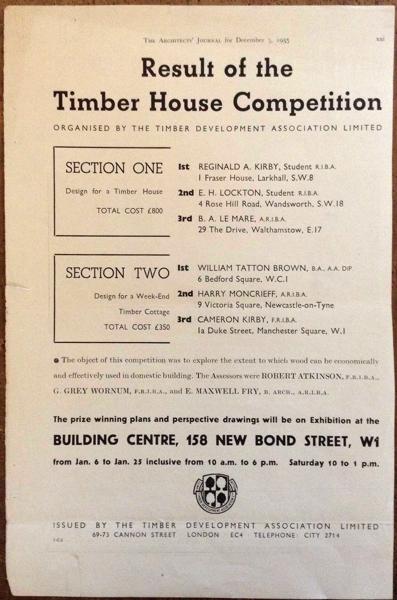 THE ARCHITECTS' JOURNAL for December 5, 1935
xxi
Result of the
Timber House Competition
ORGANISED BY THE TIMBER DEVELOPMENT ASSOCIATION LIMITED
SECTION ONE
Design for a Timber House
TOTAL COST £800
1st REGINALD A. KIRBY, Student R.I.B.A.
1 Fraser House, Larkhall, S.W.8
2nd E. H. LOCKTON, Student R.I.B.A.
4 Rose Hill Road, Wandsworth, S.W.18
3rd B. A. LE MARE, A.R.I.B.A.
29 The Drive, Walthamstow, E.17
SECTION TWO
Design for a Week-End
Timber Cottage
TOTAL COST £350
1st WILLIAM TATTON BROWN, B.A., A.A. DIP
6 Bedford Square, W.C.1
2nd HARRY MONCRIEFF, A.R.I.B.A.
9 Victoria Square, Newcastle-on-Tyne
3rd CAMERON KIRBY, F.R.I.B.A.
1a Duke Street, Manchester Square, W.1
● The object of this competition was to explore the extent to which wood can be economically
and effectively used in domestic building. The Assessors were ROBERT ATKINSON, F.R.I.B.A.,
G. GREY WORNUM, F.R.I.B.A., and E. MAXWELL FRY, B. ARCH., A.R.I.B.A.
The prize winning plans and perspective drawings will be on Exhibition at the
BUILDING CENTRE, 158 NEW BOND STREET, W1
from Jan. 6 to Jan. 25 inclusive from 10 a.m. to 6 p.m. Saturday 10 to 1 p.m.
ISSUED BY THE TIMBER DEVELOPMENT ASSOCIATION LIMITED
69-73 CANNON STREET LONDON EC4 TELEPHONE: CITY 2714